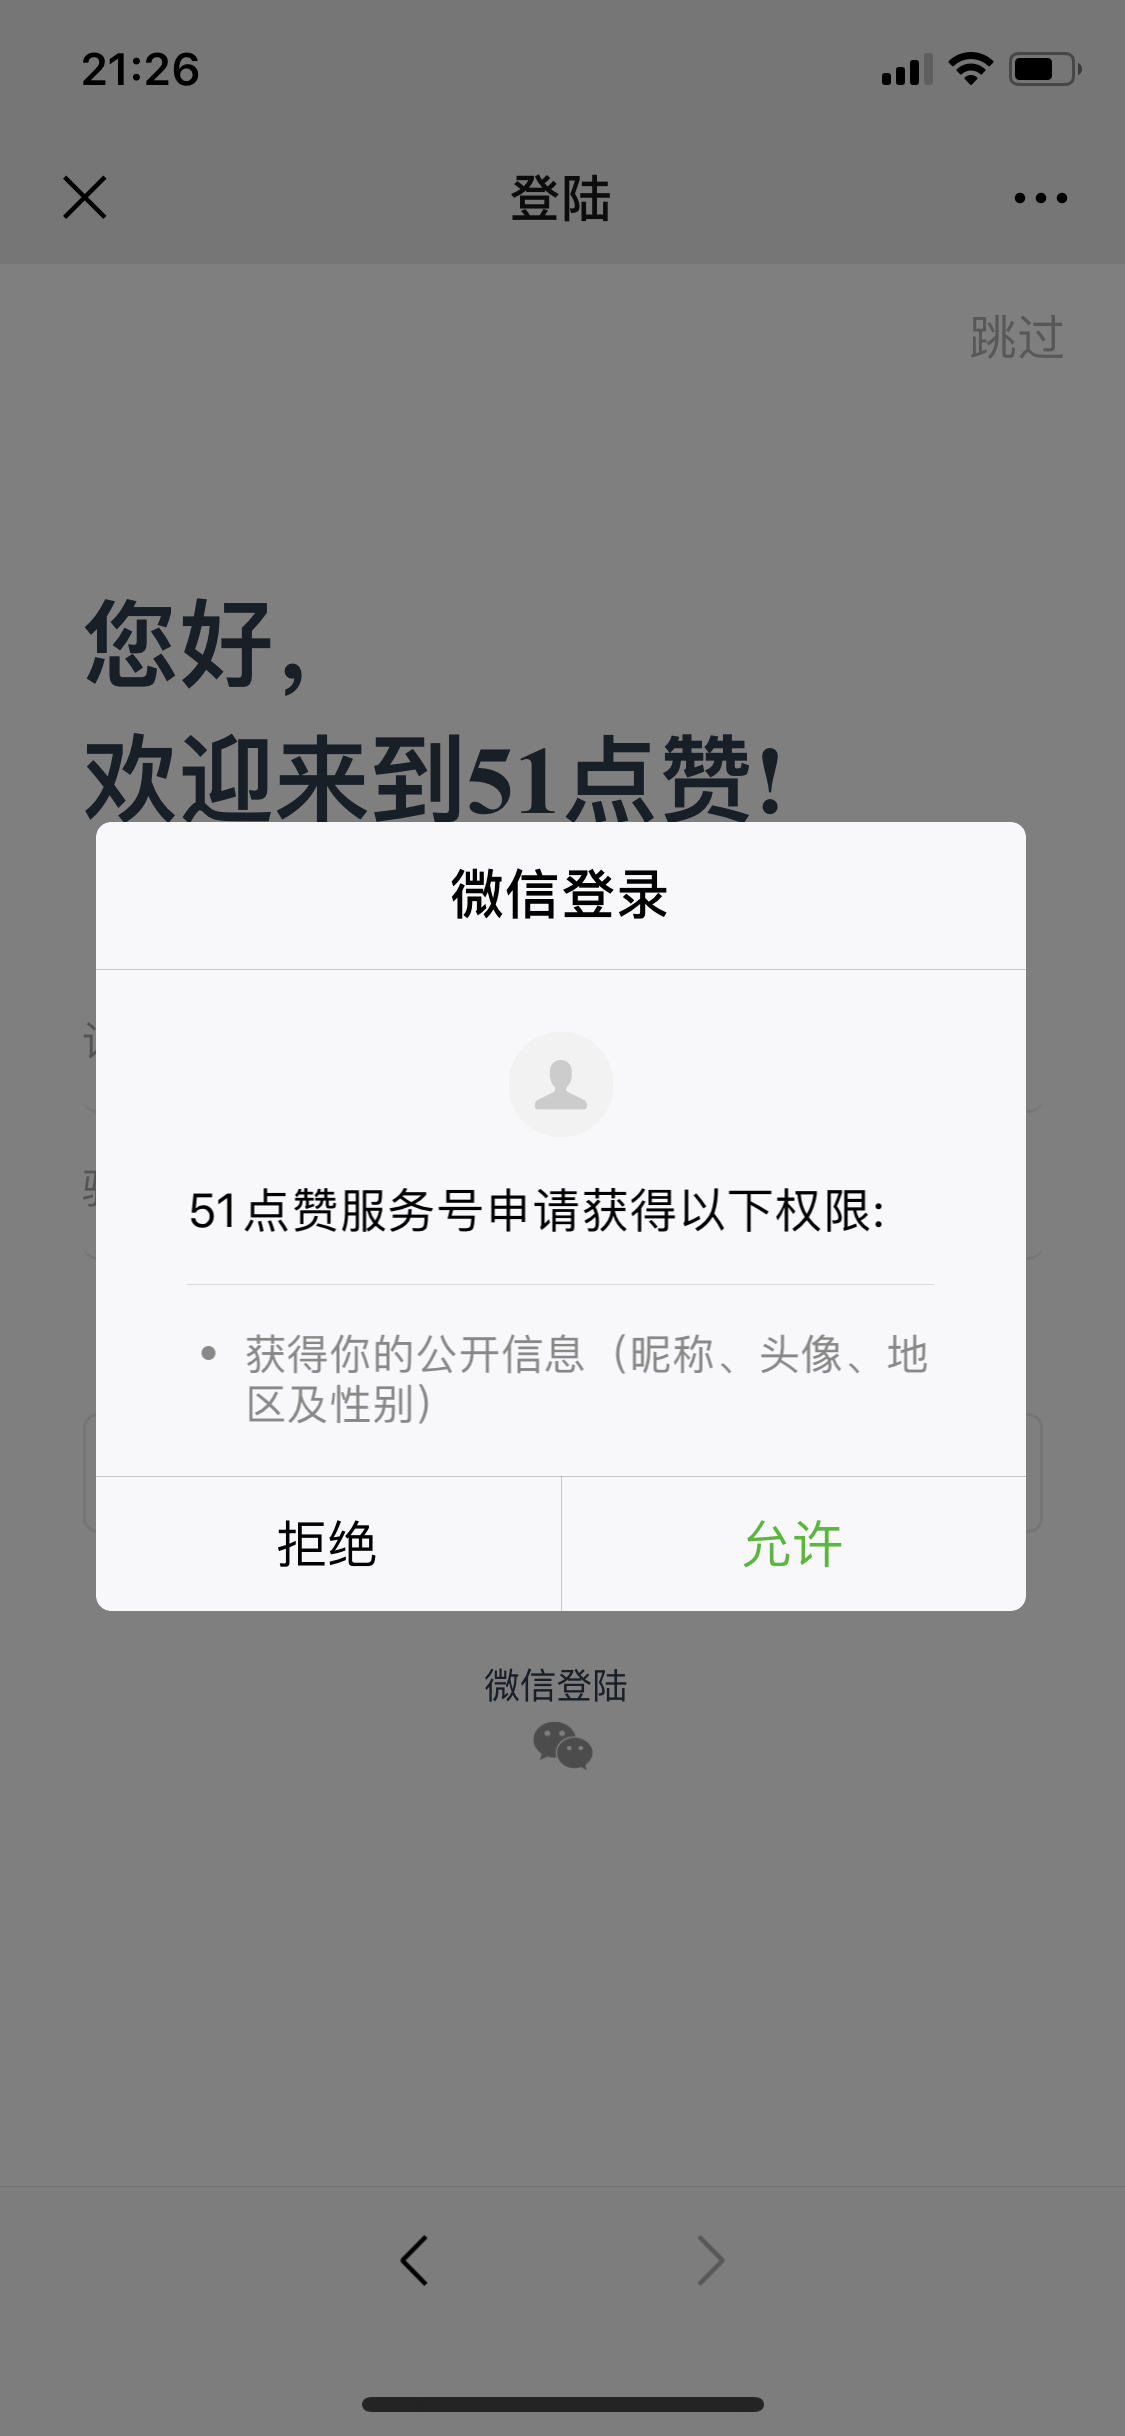 21:26
登陆
跳过
您好，
欢迎来到51点赞！
微信登录
51点赞服务号申请获得以下权限：
• 获得你的公开信息（昵称、头像、地
区及性别）
拒绝
允许
微信登陆